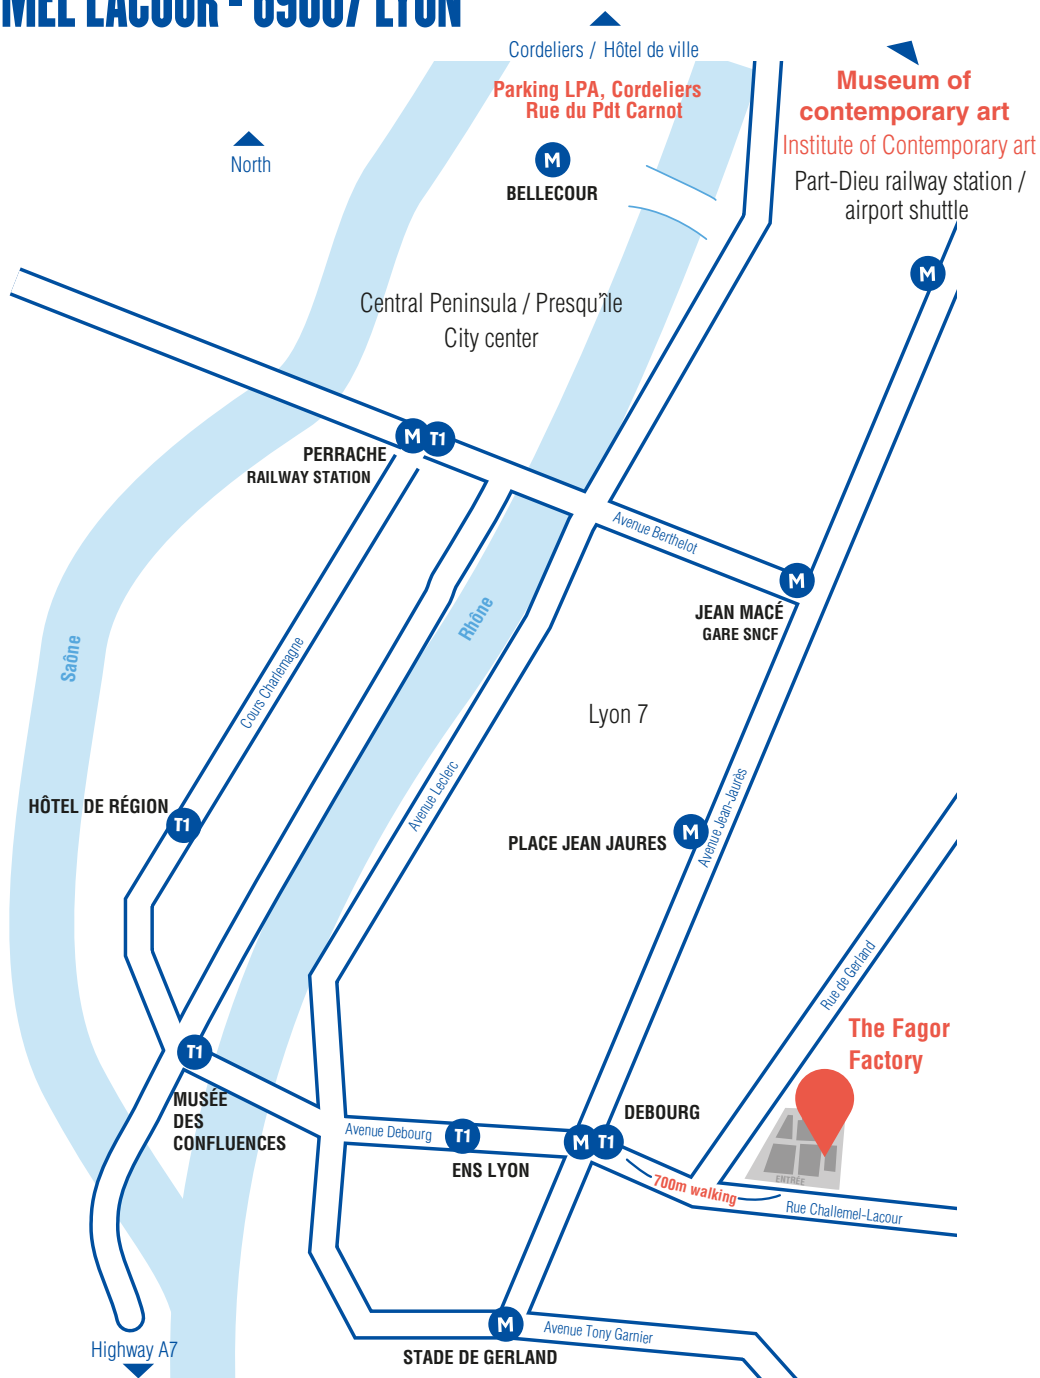 LACOUR - 69007 LYON
Cordeliers / Hôtel de ville
Parking LPA, Cordeliers
Rue du Pdt Carnot
Museum of
contemporary art
Institute of Contemporary art
Part-Dieu railway station /
airport shuttle
North
M
BELLECOUR
M
Central Peninsula / Presqu'île
City center
M T1
PERRACHE
RAILWAY STATION
Avenue Berthelot
M
JEAN MACÉ
GARE SNCF
Rhône
Saône
Cours Charlemagne
Lyon 7
Avenue Leclerc
Avenue Jean-Jaurès
HÔTEL DE RÉGION
T1
M
PLACE JEAN JAURES
Rue de Gerland
The Fagor
Factory
T1
MUSÉE
DES
CONFLUENCES
DEBOURG
Avenue Debourg
T1
M T1
ENS LYON
700m walking
ENTRÉE
Rue Challemel-Lacour
M
Avenue Tony Garnier
STADE DE GERLAND
Highway A7